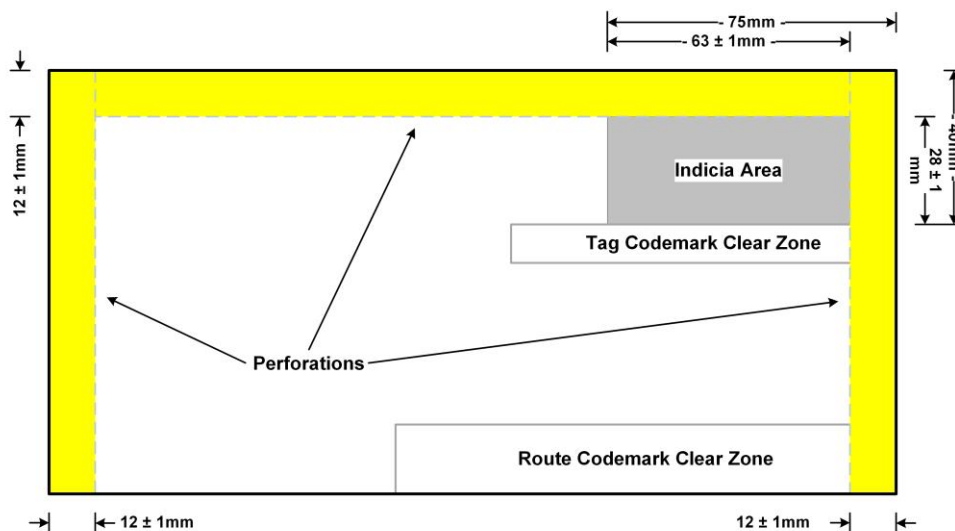 - 75mm -
- 63 ± 1mm -
12 ± 1mm
- 40mm -
28 ± 1
mm
Indicia Area
Tag Codemark Clear Zone
Perforations
Route Codemark Clear Zone
12 ± 1mm
12 ± 1mm